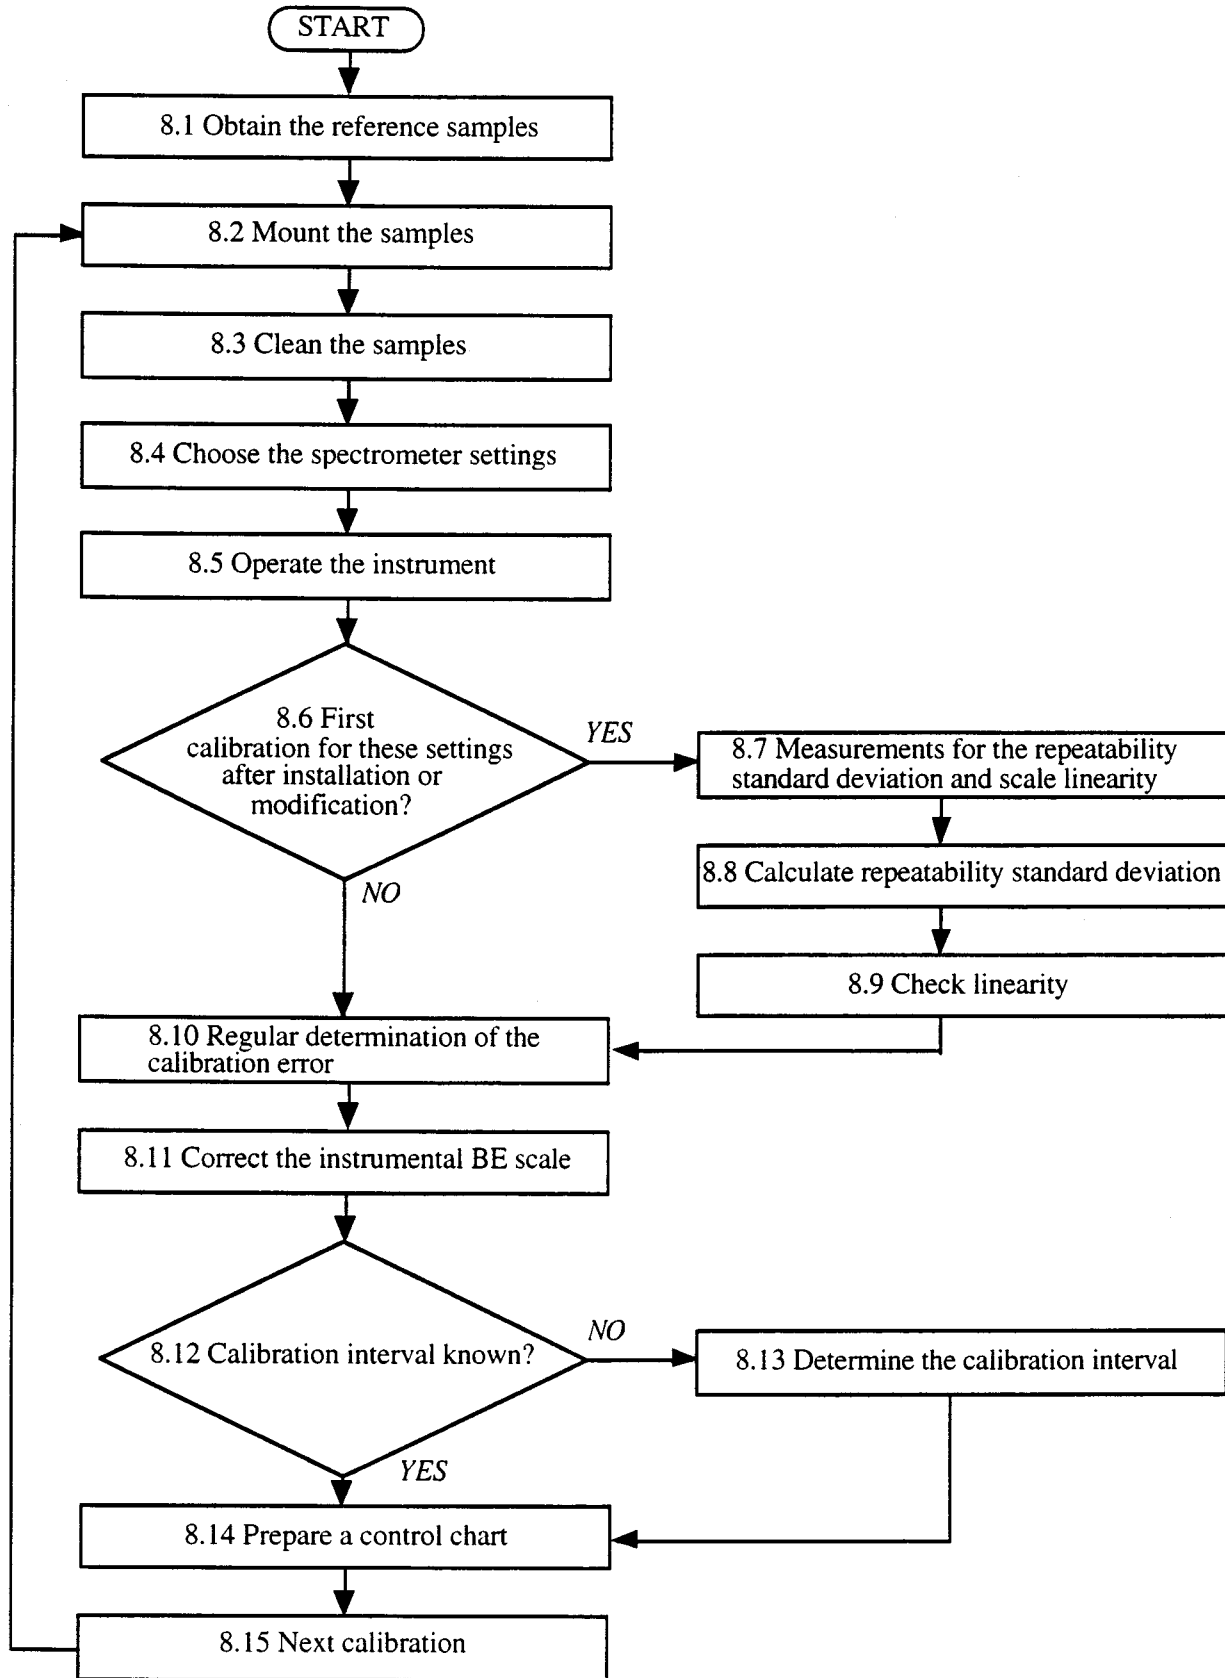 START
8.1 Obtain the reference samples
8.2 Mount the samples
8.3 Clean the samples
8.4 Choose the spectrometer settings
8.5 Operate the instrument
8.6 First
calibration for these settings
after installation or
modification?
YES
8.7 Measurements for the repeatability
standard deviation and scale linearity
8.8 Calculate repeatability standard deviation
NO
8.9 Check linearity
8.10 Regular determination of the
calibration error
8.11 Correct the instrumental BE scale
8.12 Calibration interval known?
NO
8.13 Determine the calibration interval
YES
8.14 Prepare a control chart
8.15 Next calibration